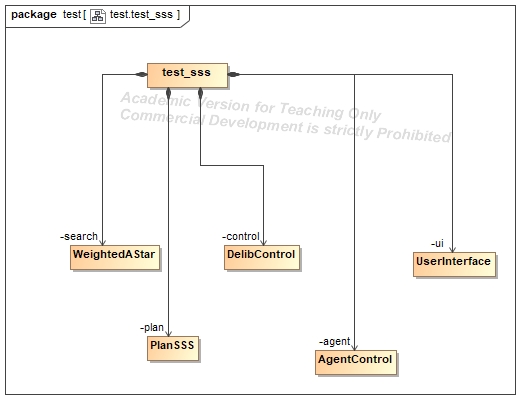 package test [ test.test_sss ]
test_sss
Academic Version for Teaching Only
Commercial Development is strictly Prohibited
-search
WeightedAStar
-control
DelibControl
-ui
UserInterface
-plan
PlanSSS
-agent
AgentControl